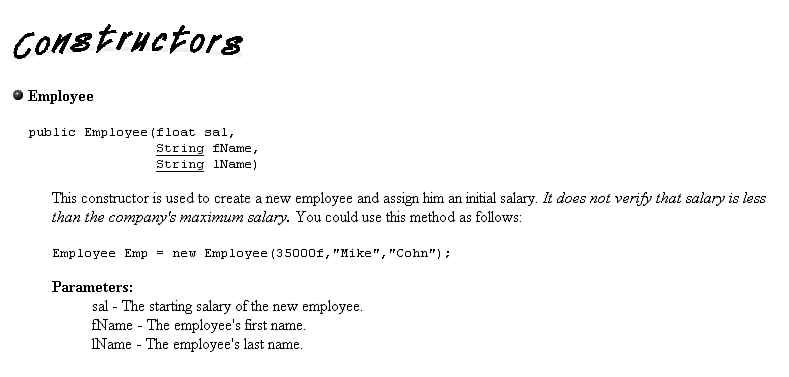 Constructors
Employee
public Employee(float sal,
String fName,
String lName)
This constructor is used to create a new employee and assign him an initial salary. It does not verify that salary is less
than the company's maximum salary. You could use this method as follows:
Employee Emp = new Employee(35000f,"Mike","Cohn");
Parameters:
sal - The starting salary of the new employee.
fName - The employee's first name.
lName - The employee's last name.